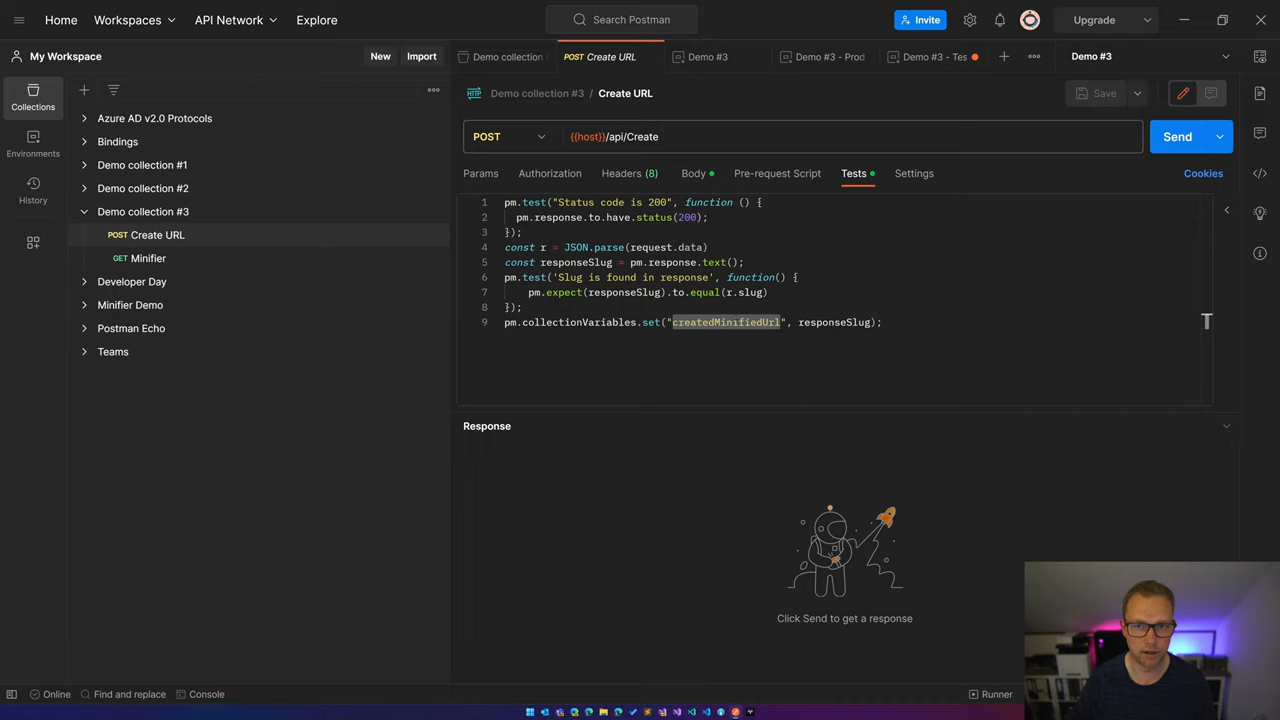 Home
Workspaces
API Network
Explore
Search Postman
Invite
Upgrade
My Workspace
New
Import
Demo collection
POST Create URL
Demo #3
Demo #3 - Prod
Demo #3 - Tes
Demo #3
Collections
Environments
History
Azure AD v2.0 Protocols
Bindings
Demo collection #1
Demo collection #2
Demo collection #3
POST Create URL
GET Minifier
Developer Day
Minifier Demo
Postman Echo
Teams
HTTP
Demo collection #3 / Create URL
Save
POST
{{host}}/api/Create
Send
Params
Authorization
Headers (8)
Body
Pre-request Script
Tests
Settings
Cookies
1 pm.test("Status code is 200", function () {
2 pm.response.to.have.status(200);
3 });
4 const r = JSON.parse(request.data)
5 const responseSlug = pm.response.text();
6 pm.test('Slug is found in response', function() {
7 pm.expect(responseSlug).to.equal(r.slug)
8 });
9 pm.collectionVariables.set("createdMinifiedUrl", responseSlug);
Response
Click Send to get a response
Online
Find and replace
Console
Runner